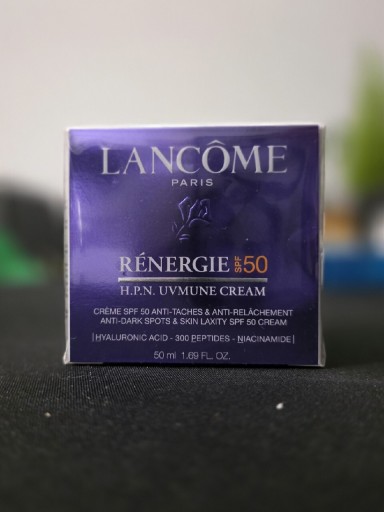 LANCÔME
PARIS
RÉNERGIE SPF 50
H.P.N. UVMUNE CREAM
CRÈME SPF 50 ANTI-TACHES & ANTI-RELÂCHEMENT
ANTI-DARK SPOTS & SKIN LAXITY SPF 50 CREAM
|HYALURONIC ACID - 300 PEPTIDES - NIACINAMIDE|
50 ml 1.69 FL. OZ.